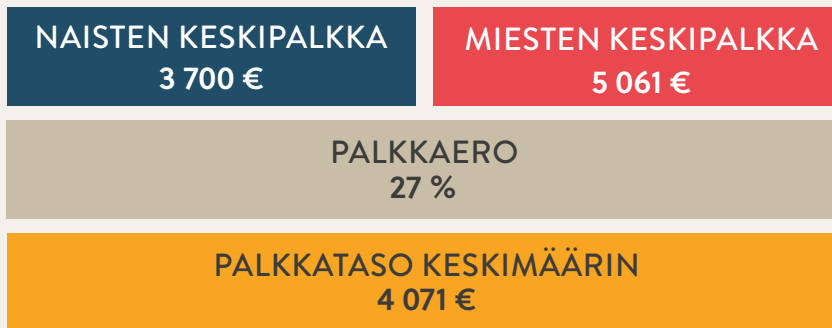 NAISTEN KESKIPALKKA
3 700 €
MIESTEN KESKIPALKKA
5 061 €
PALKKAERO
27 %
PALKKATASO KESKIMÄÄRIN
4 071 €